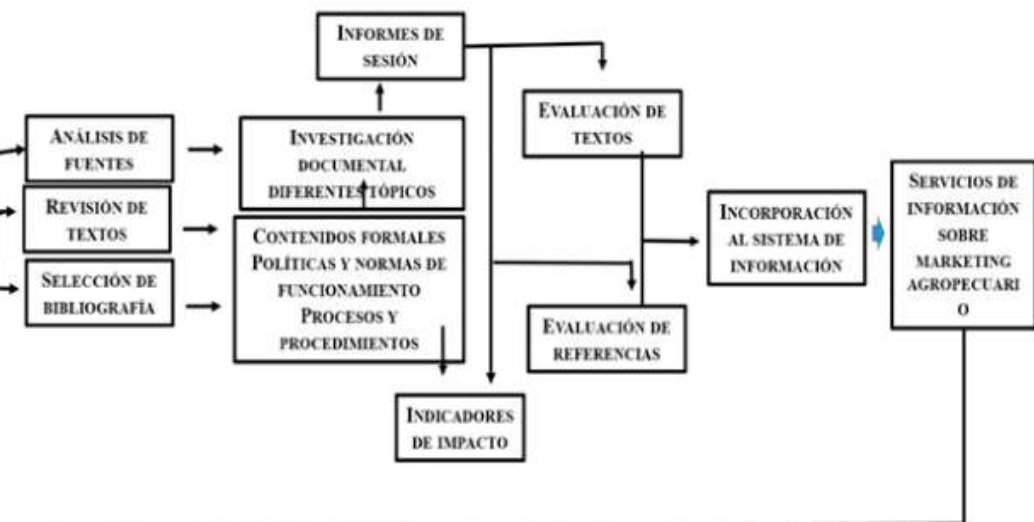 INFORMES DE
SESIÓN
ANÁLISIS DE
FUENTES
REVISIÓN DE
TEXTOS
SELECCIÓN DE
BIBLIOGRAFÍA
INVESTIGACIÓN
DOCUMENTAL
DIFERENTES TÓPICOS
CONTENIDOS FORMALES
POLÍTICAS Y NORMAS DE
FUNCIONAMIENTO
PROCESOS Y
PROCEDIMIENTOS
INDICADORES
DE IMPACTO
EVALUACIÓN DE
TEXTOS
EVALUACIÓN DE
REFERENCIAS
INCORPORACIÓN
AL SISTEMA DE
INFORMACIÓN
SERVICIOS DE
INFORMACIÓN
SOBRE
MARKETING
AGROPECUARI
O